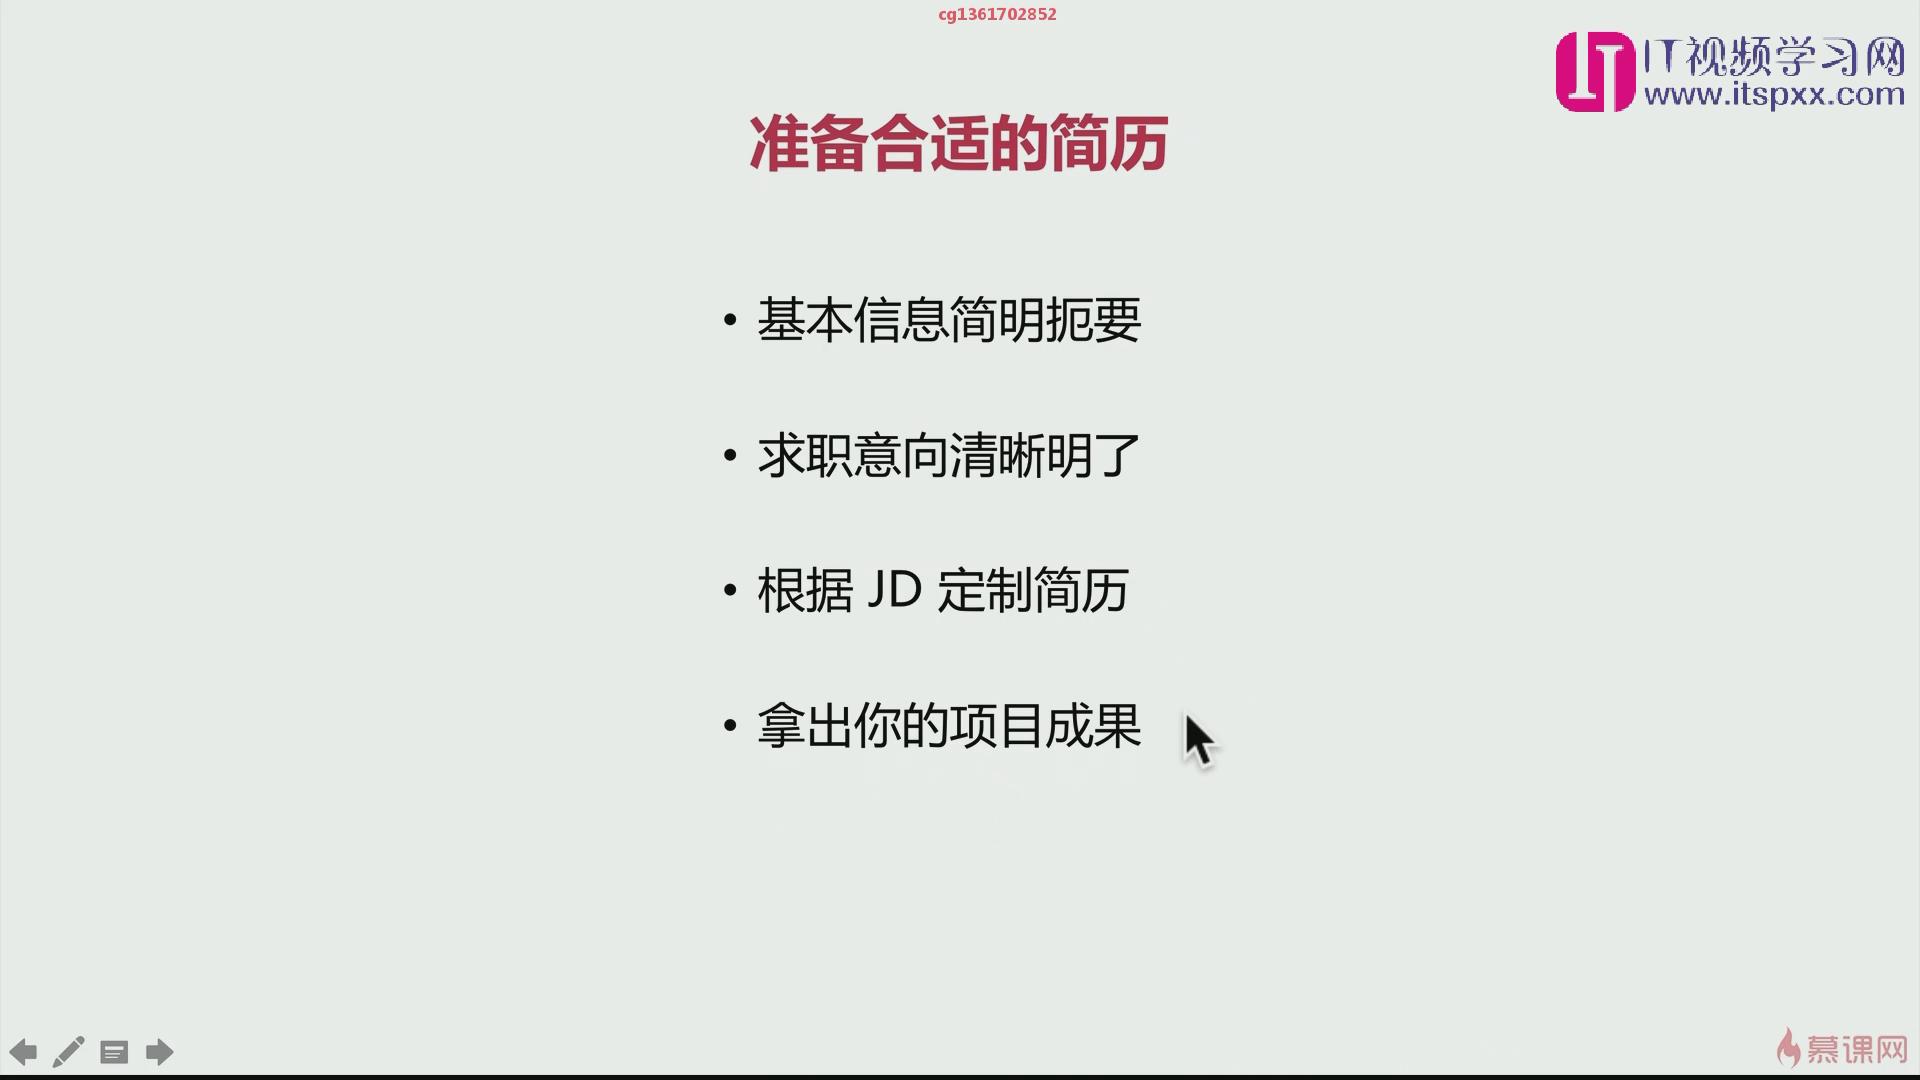 cg1361702852
IT视频学习网
www.itspxx.com
准备合适的简历
• 基本信息简明扼要
• 求职意向清晰明了
• 根据 JD 定制简历
• 拿出你的项目成果
慕课网